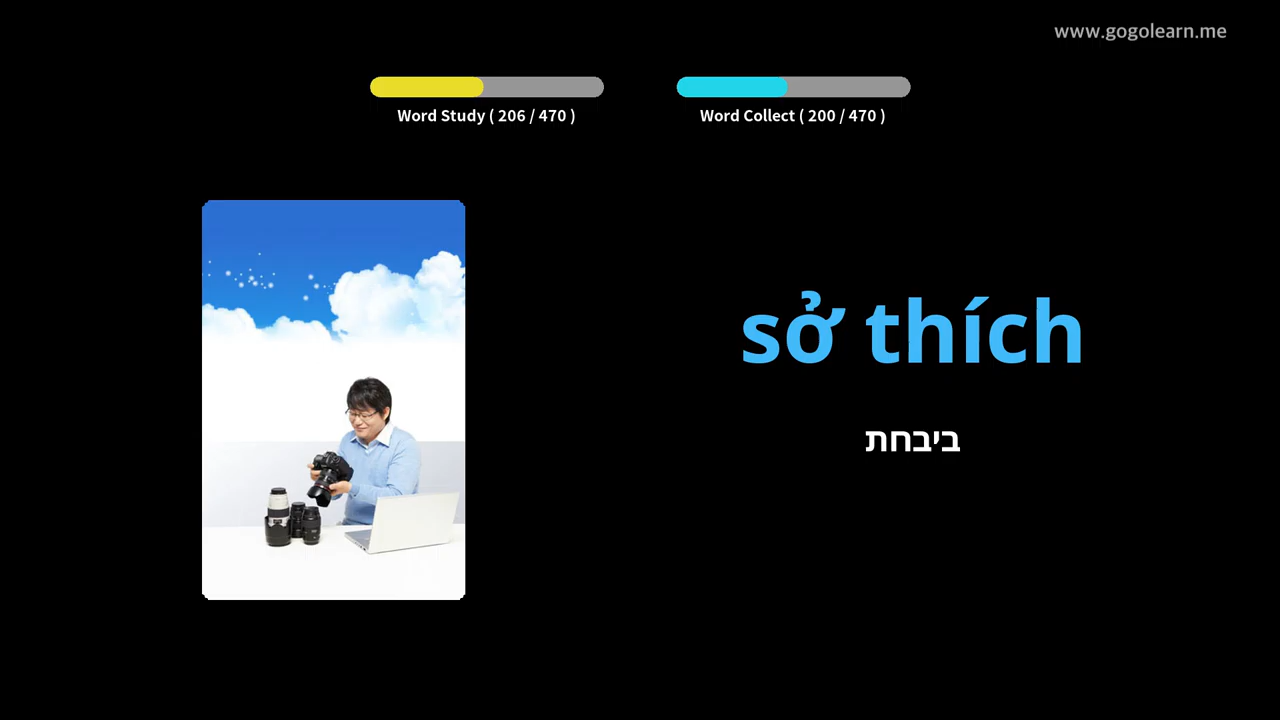 www.gogolearn.me
Word Study ( 206 / 470 )
Word Collect ( 200 / 470 )
sở thích
ביבחת